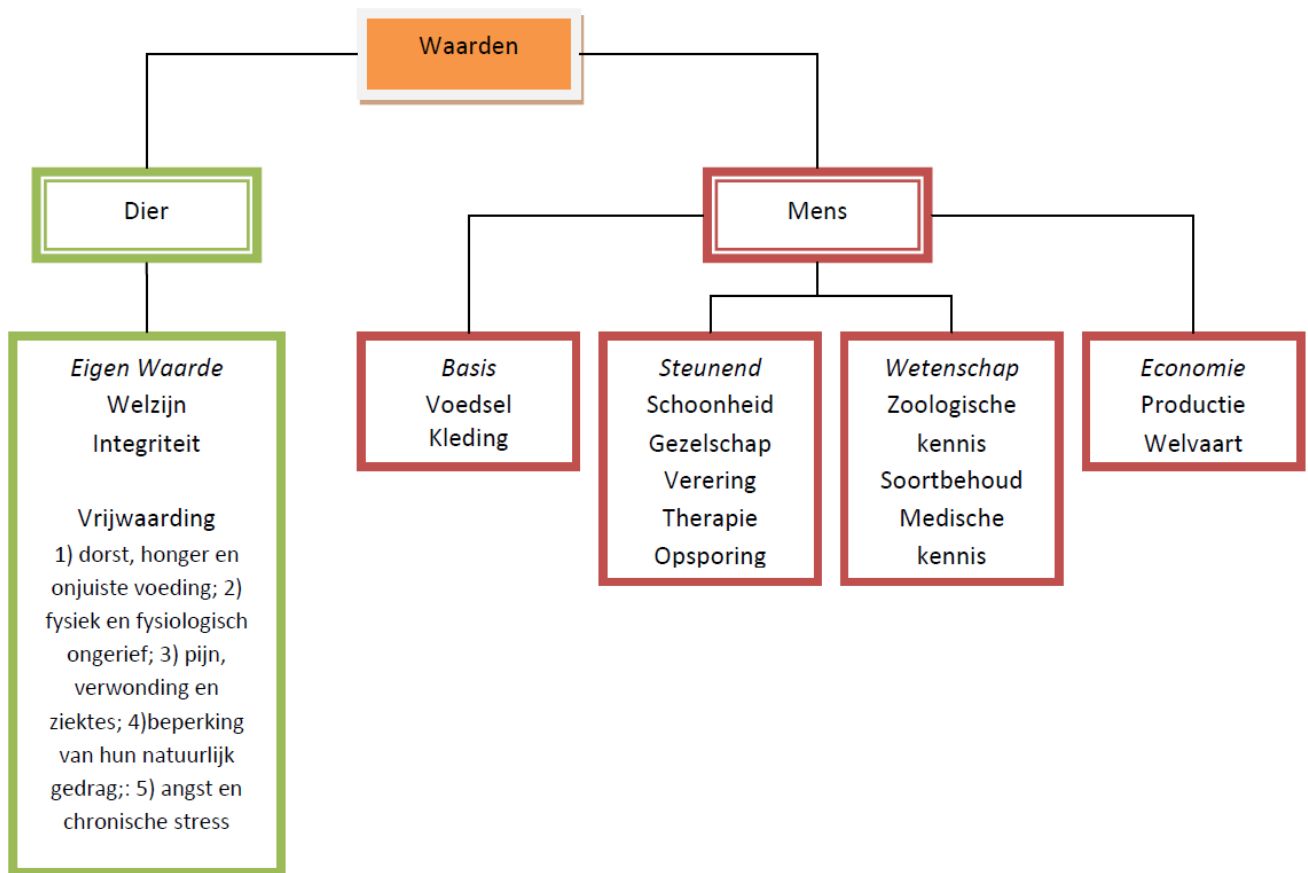 Waarden
Dier
Mens
Eigen Waarde
Welzijn
Integriteit
Vrijwaarding
1) dorst, honger en
onjuiste voeding; 2)
fysiek en fysiologisch
ongerief; 3) pijn,
verwonding en
ziektes; 4)beperking
van hun natuurlijk
gedrag;: 5) angst en
chronische stress
Basis
Voedsel
Kleding
Steunend
Schoonheid
Gezelschap
Verering
Therapie
Opsporing
Wetenschap
Zoologische
kennis
Soortbehoud
Medische
kennis
Economie
Productie
Welvaart